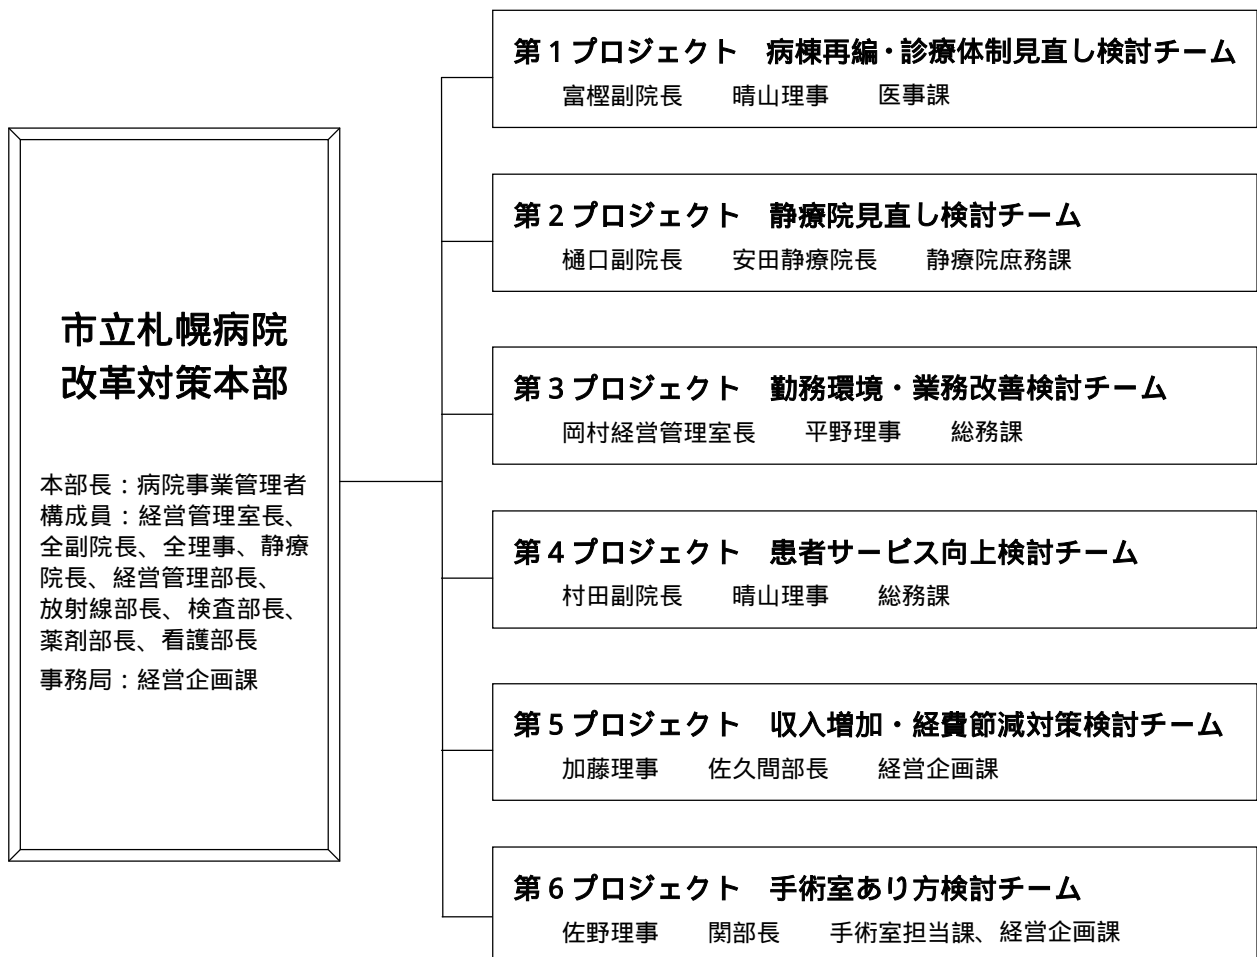 市立札幌病院
改革対策本部
本部長：病院事業管理者
構成員：経営管理室長、
全副院長、全理事、静療
院長、経営管理部長、
放射線部長、検査部長、
薬剤部長、看護部長
事務局：経営企画課
第１プロジェクト　病棟再編・診療体制見直し検討チーム
富樫副院長　　晴山理事　　医事課
第２プロジェクト　静療院見直し検討チーム
樋口副院長　　安田静療院長　　静療院庶務課
第３プロジェクト　勤務環境・業務改善検討チーム
岡村経営管理室長　　平野理事　　総務課
第４プロジェクト　患者サービス向上検討チーム
村田副院長　　晴山理事　　総務課
第５プロジェクト　収入増加・経費節減対策検討チーム
加藤理事　　佐久間部長　　経営企画課
第６プロジェクト　手術室あり方検討チーム
佐野理事　　関部長　　手術室担当課、経営企画課